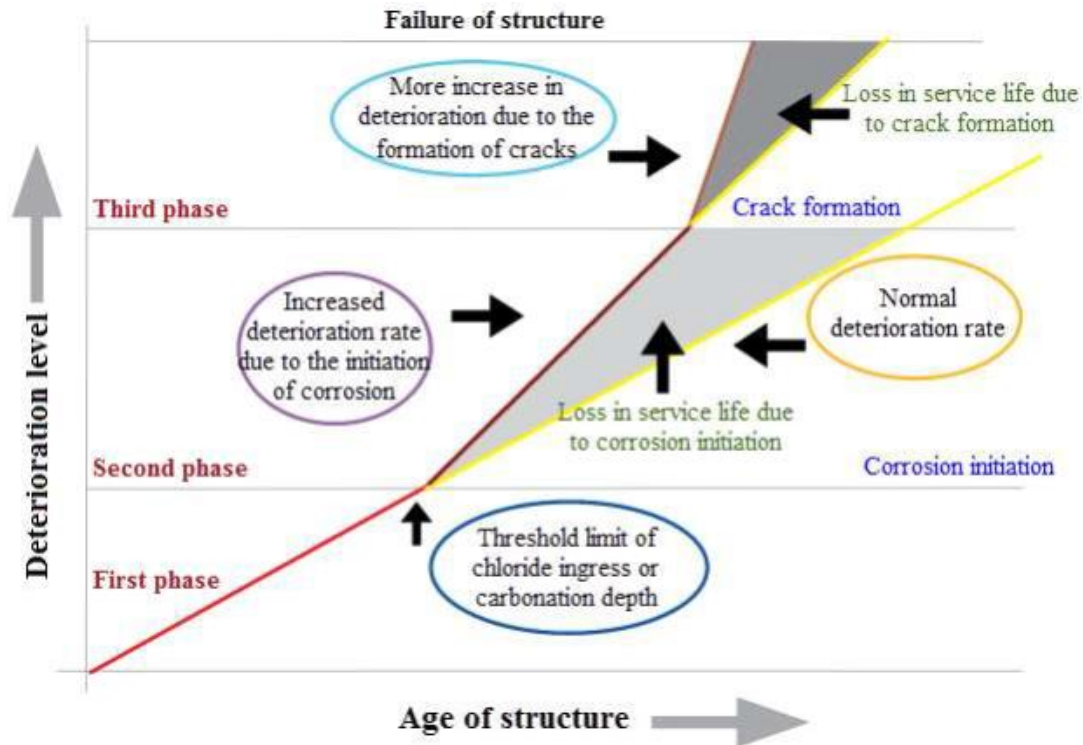 Failure of structure
More increase in
deterioration due to the
formation of cracks
Loss in service life due
to crack formation
Third phase
Crack formation
Increased
deterioration rate
due to the initiation
of corrosion
Normal
deterioration rate
Loss in service life due
to corrosion initiation
Second phase
Corrosion initiation
Threshold limit of
chloride ingress or
carbonation depth
First phase
Deterioration level
Age of structure